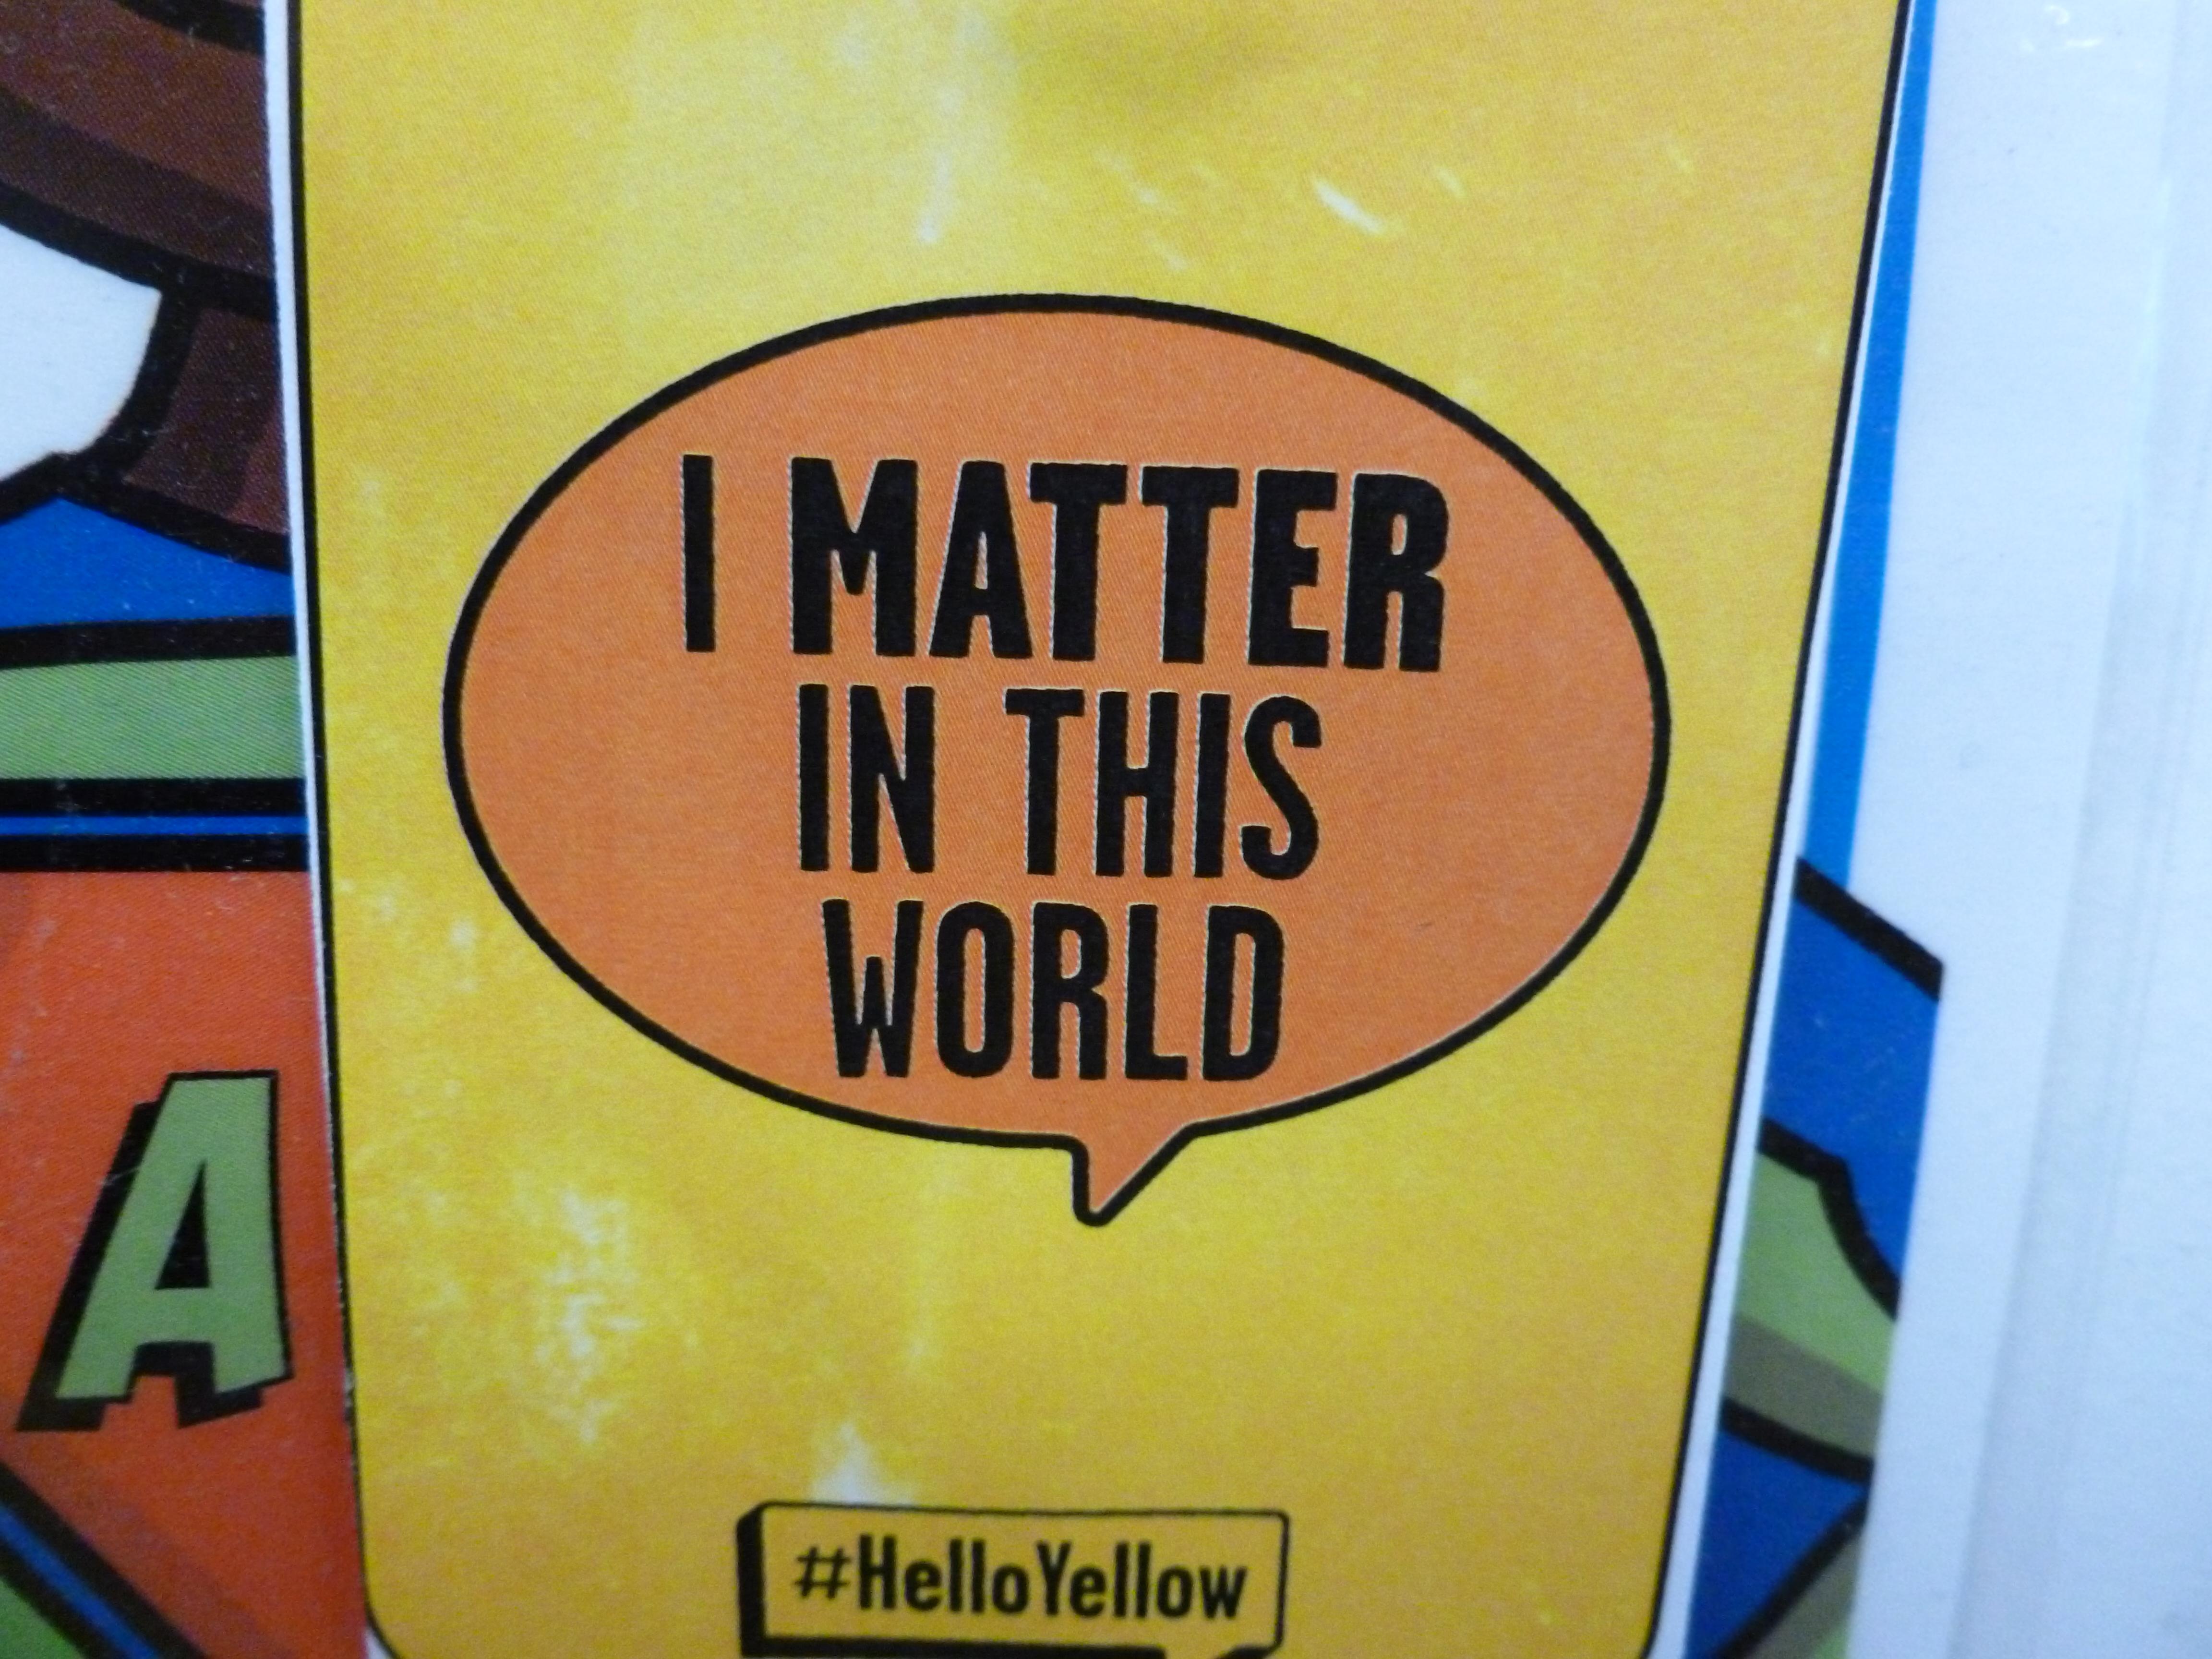 I MATTER
IN THIS
WORLD
A
#HelloYellow